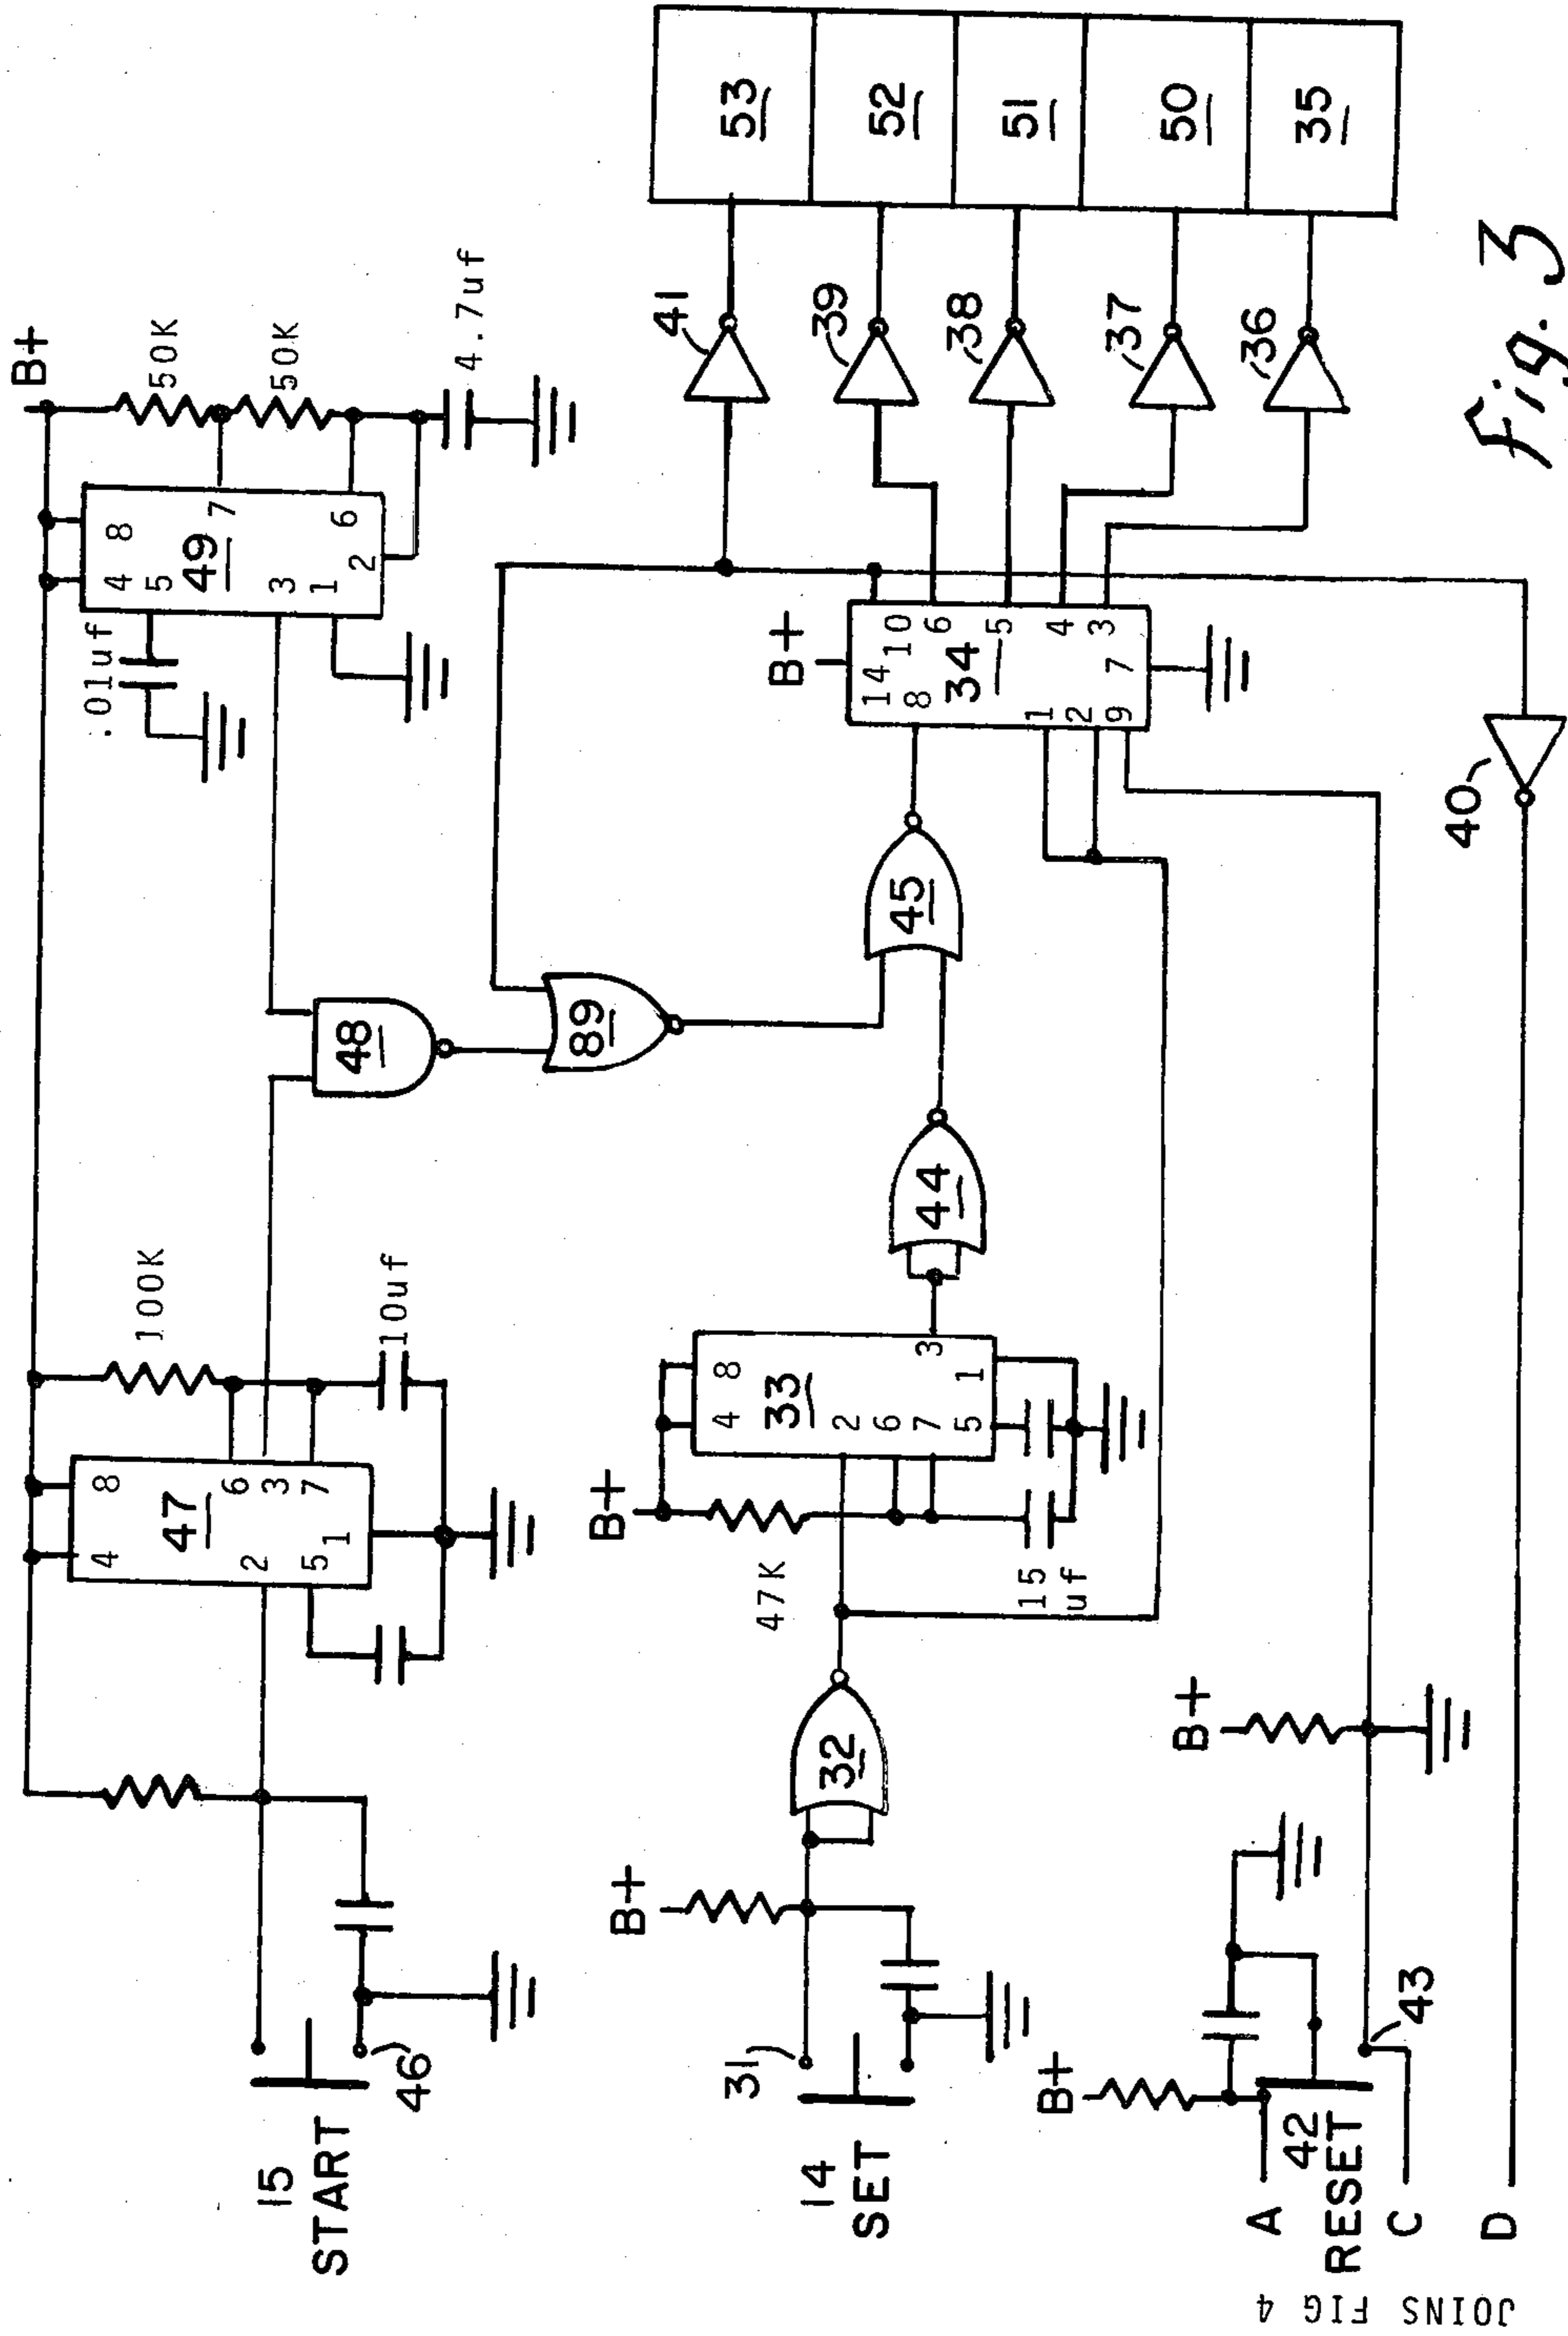 15
START
46
4
8
47
2
6
3
7
5
1
100K
10uf
48
89
.01uf
4
8
5
49
7
3
1
6
2
B+
50K
50K
4.7uf
14
SET
31
B+
32
B+
47K
15
uf
4
8
33
2
6
7
5
1
3
44
45
B+
14
10
8
6
34
5
1
4
2
3
9
7
41
39
38
37
36
53
52
51
50
35
A
42
RESET
C
D
B+
43
B+
40
JOINS FIG 4
Fig. 3